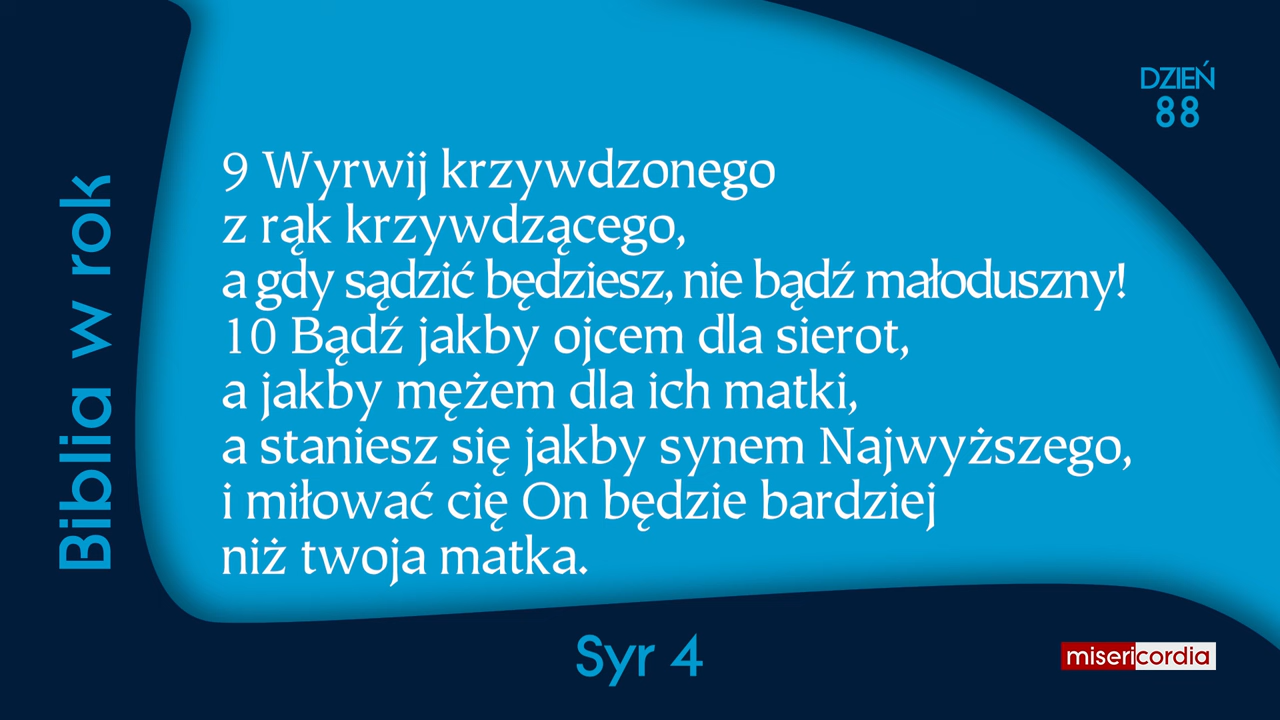 DZIEŃ
88
Biblia w rok
9 Wyrwij krzywdzonego
z rąk krzywdzącego,
a gdy sądzić będziesz, nie bądź małoduszny!
10 Bądź jakby ojcem dla sierot,
a jakby mężem dla ich matki,
a staniesz się jakby synem Najwyższego,
i miłować cię On będzie bardziej
niż twoja matka.
Syr 4
misericordia